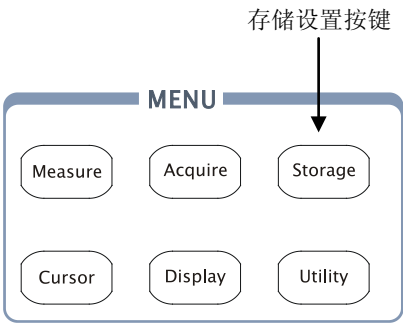 存储设置按键
MENU
Measure Acquire Storage
Cursor Display Utility